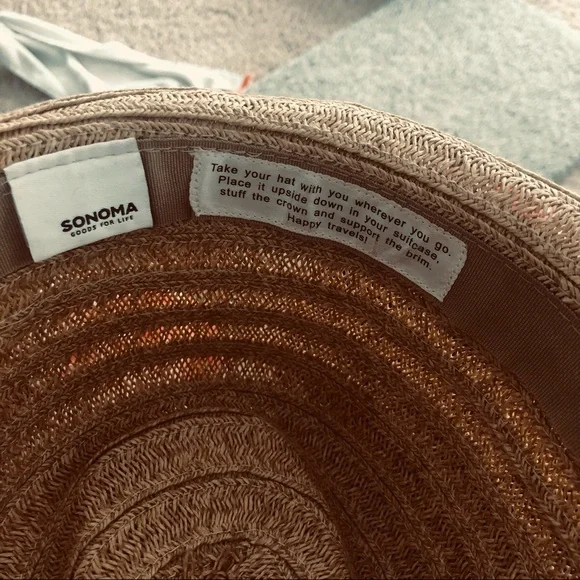 SONOMA
GOODS FOR LIFE
Take your hat with you wherever you go.
Place it upside down in your suitcase,
stuff the crown and support the brim.
Happy travels!